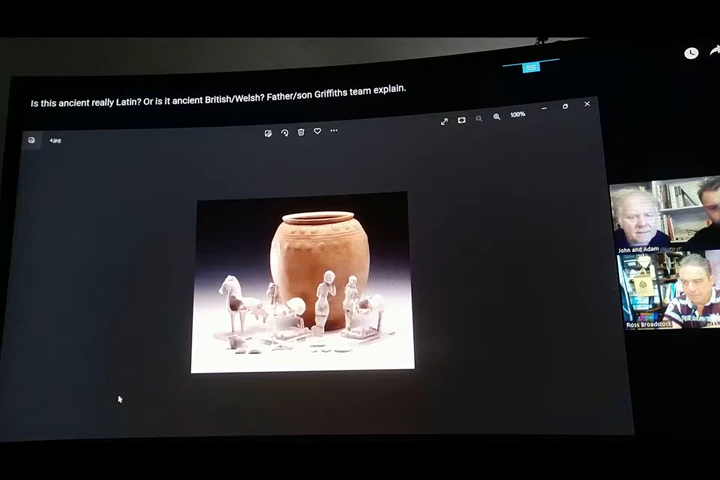 Is this ancient really Latin? Or is it ancient British/Welsh? Father/son Griffiths team explain.
4.jpg
100%
John and Adam
Ross Broadstock